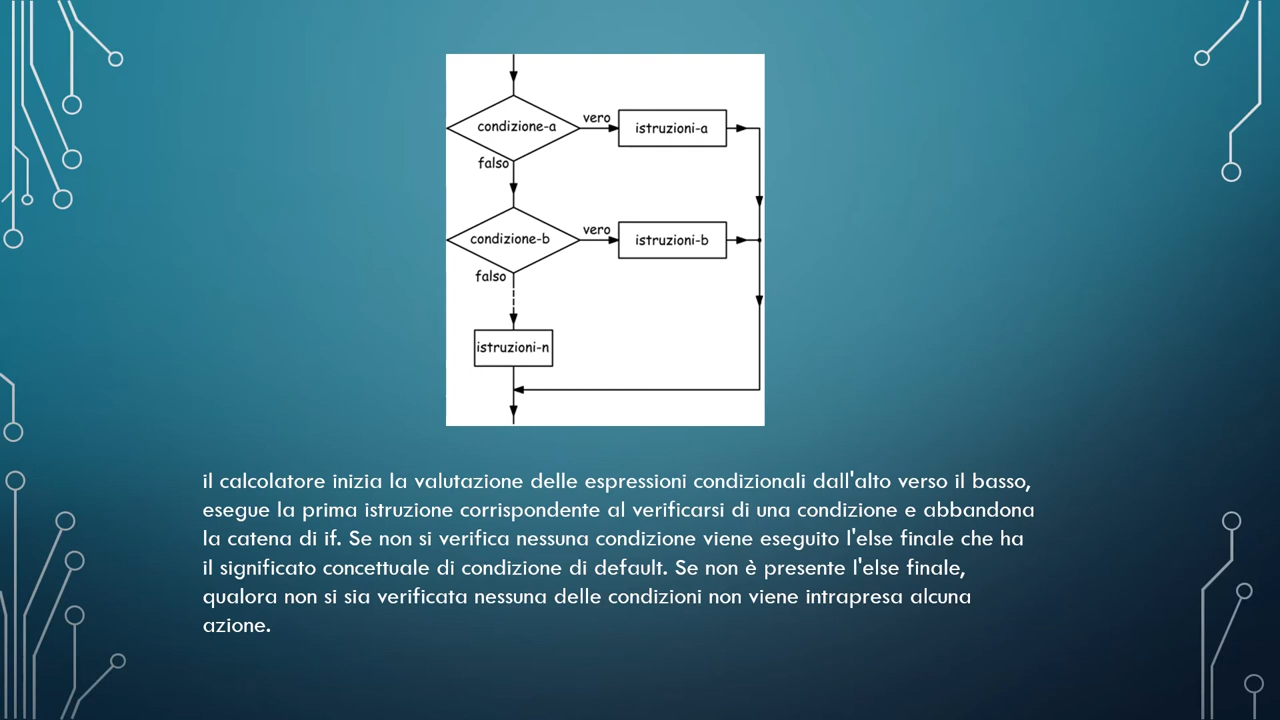 condizione-a
vero
istruzioni-a
falso
condizione-b
vero
istruzioni-b
falso
istruzioni-n
il calcolatore inizia la valutazione delle espressioni condizionali dall'alto verso il basso,
esegue la prima istruzione corrispondente al verificarsi di una condizione e abbandona
la catena di if. Se non si verifica nessuna condizione viene eseguito l'else finale che ha
il significato concettuale di condizione di default. Se non è presente l'else finale,
qualora non si sia verificata nessuna delle condizioni non viene intrapresa alcuna
azione.